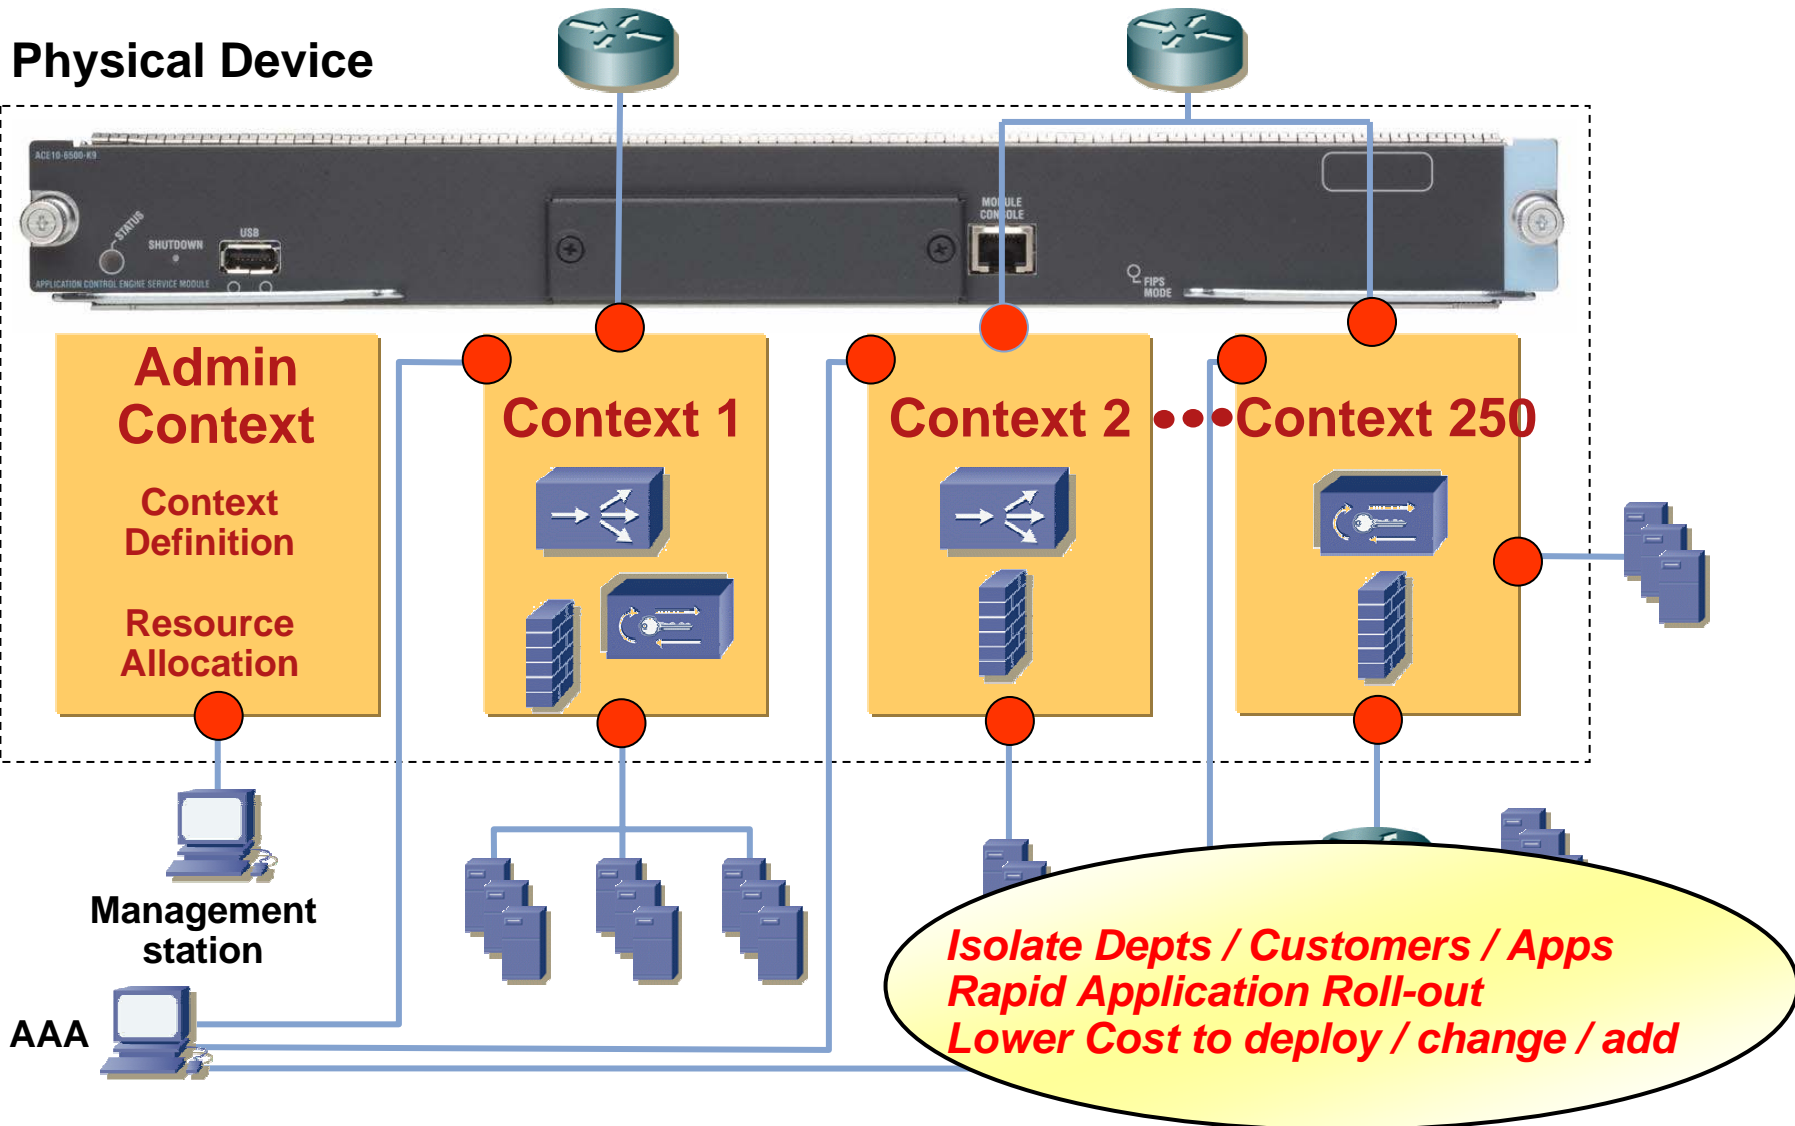 Physical Device
ACE10-6500-K9
STATUS
SHUTDOWN
USB
MODULE
CONSOLE
FIPS
MODE
APPLICATION CONTROL ENGINE SERVICE MODULE
Admin
Context
Context
Definition
Resource
Allocation
Context 1
Context 2
Context 250
Management
station
AAA
Isolate Depts / Customers / Apps
Rapid Application Roll-out
Lower Cost to deploy / change / add